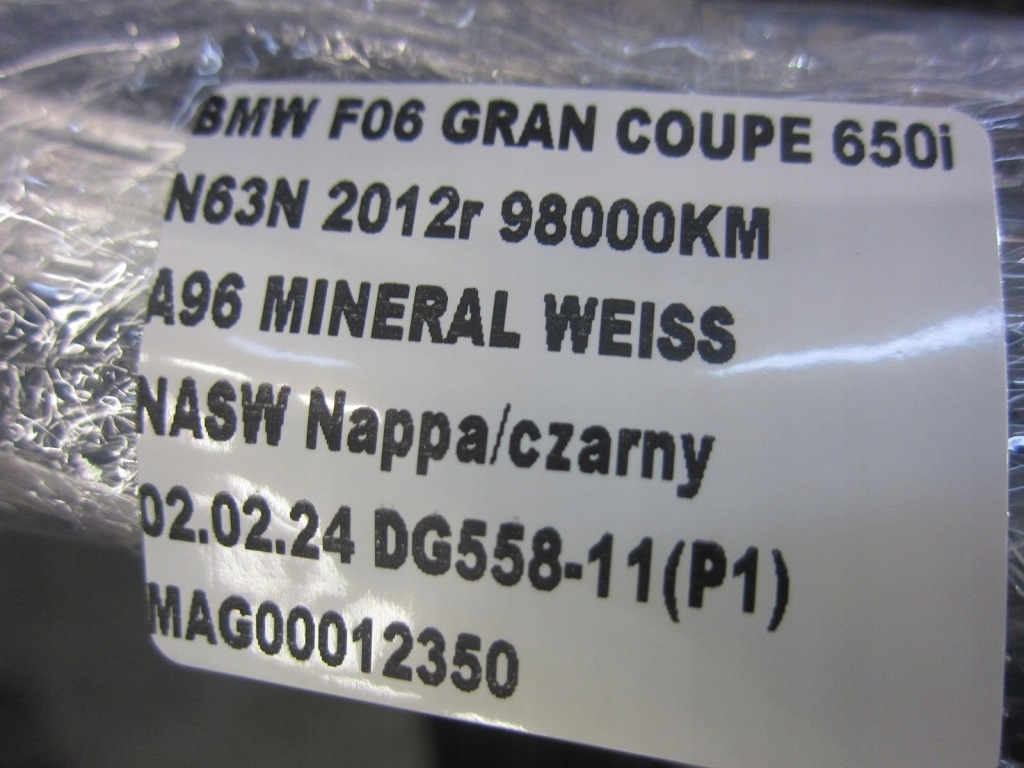 BMW F06 GRAN COUPE 650i
N63N 2012r 98000KM
A96 MINERAL WEISS
NASW Nappa/czarny
02.02.24 DG558-11(P1)
MAG00012350